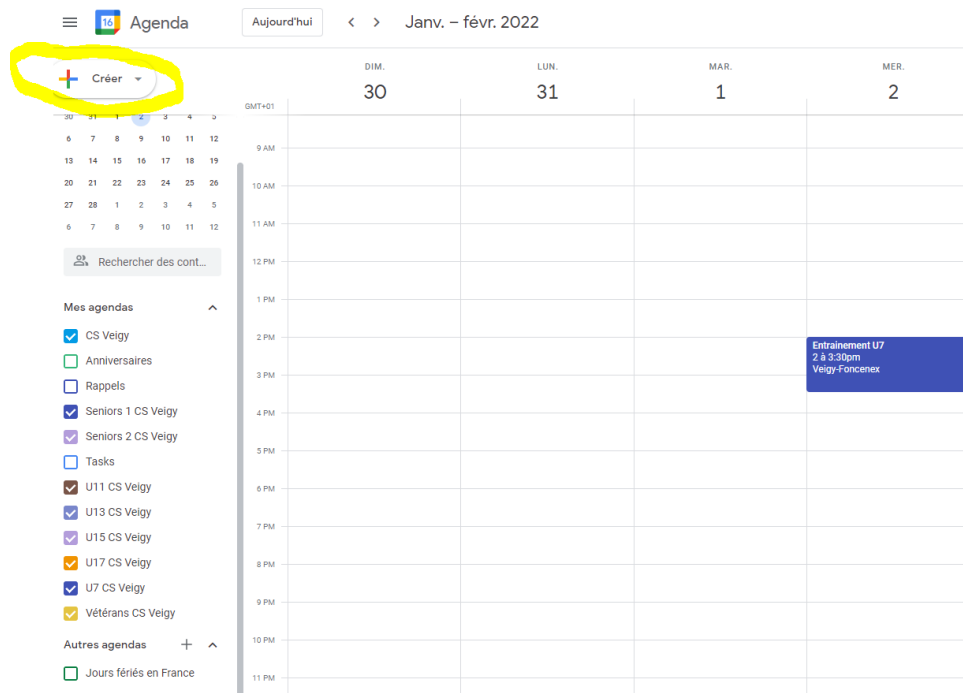 16 Agenda Aujourd'hui Janv. – févr. 2022
Créer
DIM. LUN. MAR. MER.
30 31 1 2
GMT+01
30 31 1 2 3 4 5
6 7 8 9 10 11 12
13 14 15 16 17 18 19
20 21 22 23 24 25 26
27 28 1 2 3 4 5
6 7 8 9 10 11 12
Rechercher des cont...
Mes agendas
CS Veigy
Anniversaires
Rappels
Seniors 1 CS Veigy
Seniors 2 CS Veigy
Tasks
U11 CS Veigy
U13 CS Veigy
U15 CS Veigy
U17 CS Veigy
U7 CS Veigy
Vétérans CS Veigy
Autres agendas
Jours fériés en France
9 AM
10 AM
11 AM
12 PM
1 PM
2 PM
3 PM
4 PM
5 PM
6 PM
7 PM
8 PM
9 PM
10 PM
11 PM
Entrainement U7
2 à 3:30pm
Veigy-Foncenex